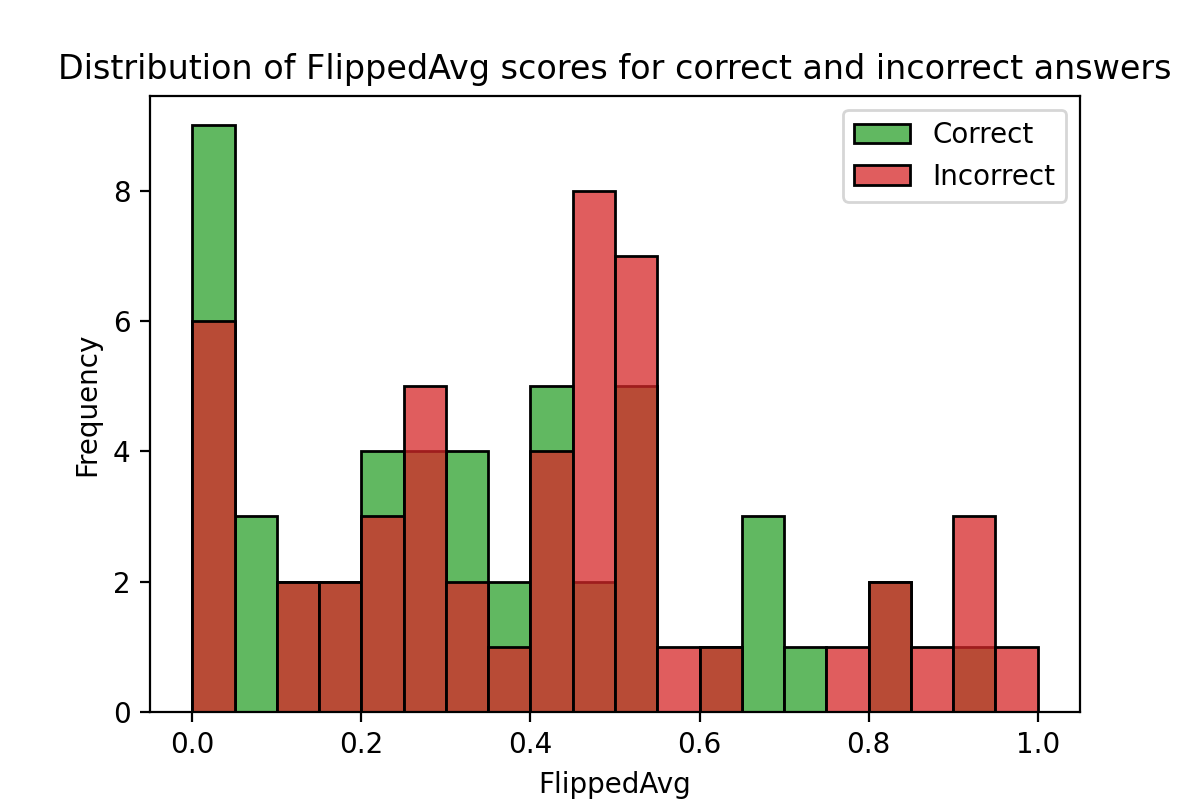 Distribution of FlippedAvg scores for correct and incorrect answers
Correct
Incorrect
Frequency
8
6
4
2
0
0.0 0.2 0.4 0.6 0.8 1.0
FlippedAvg